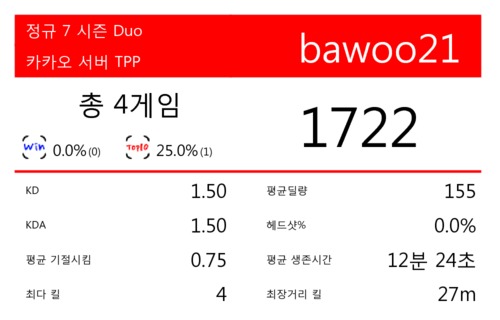 정규 7 시즌 Duo
카카오 서버 TPP
bawoo21
총 4게임
Win 0.0%(0)
TOP10 25.0%(1)
1722
KD 1.50
평균딜량 155
KDA 1.50
헤드샷% 0.0%
평균 기절시킴 0.75
평균 생존시간 12분 24초
최다 킬 4
최장거리 킬 27m